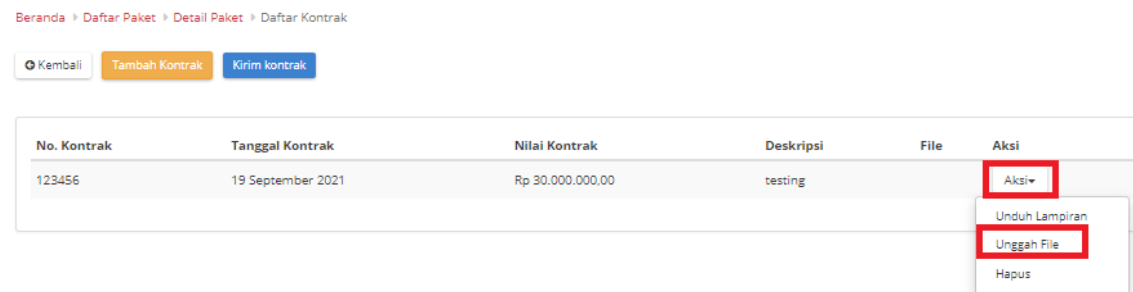 Beranda Daftar Paket Detail Paket Daftar Kontrak
Kembali Tambah Kontrak Kirim kontrak
No. Kontrak Tanggal Kontrak Nilai Kontrak Deskripsi File Aksi
123456 19 September 2021 Rp 30.000.000,00 testing Aksi
Unduh Lampiran
Unggah File
Hapus